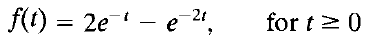 f(t) = 2e⁻ᵗ − e⁻²ᵗ, for t ≥ 0